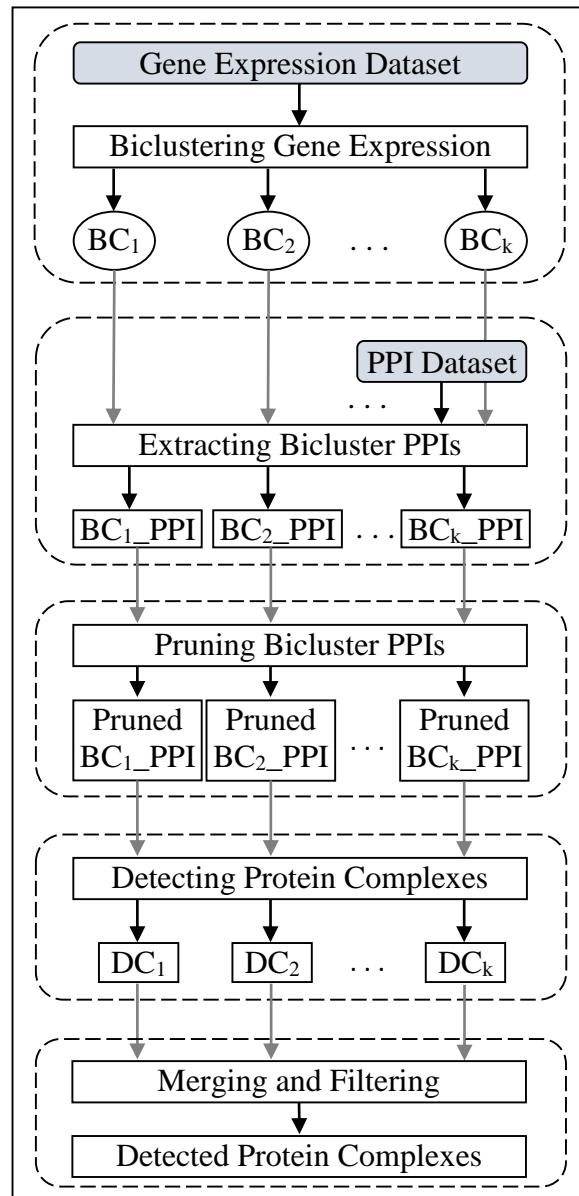 Gene Expression Dataset
Biclustering Gene Expression
BC₁ BC₂ . . . BCₖ
PPI Dataset
. . .
Extracting Bicluster PPIs
BC₁_PPI BC₂_PPI . . . BCₖ_PPI
Pruning Bicluster PPIs
Pruned Pruned Pruned
BC₁_PPI BC₂_PPI . . . BCₖ_PPI
Detecting Protein Complexes
DC₁ DC₂ . . . DCₖ
Merging and Filtering
Detected Protein Complexes